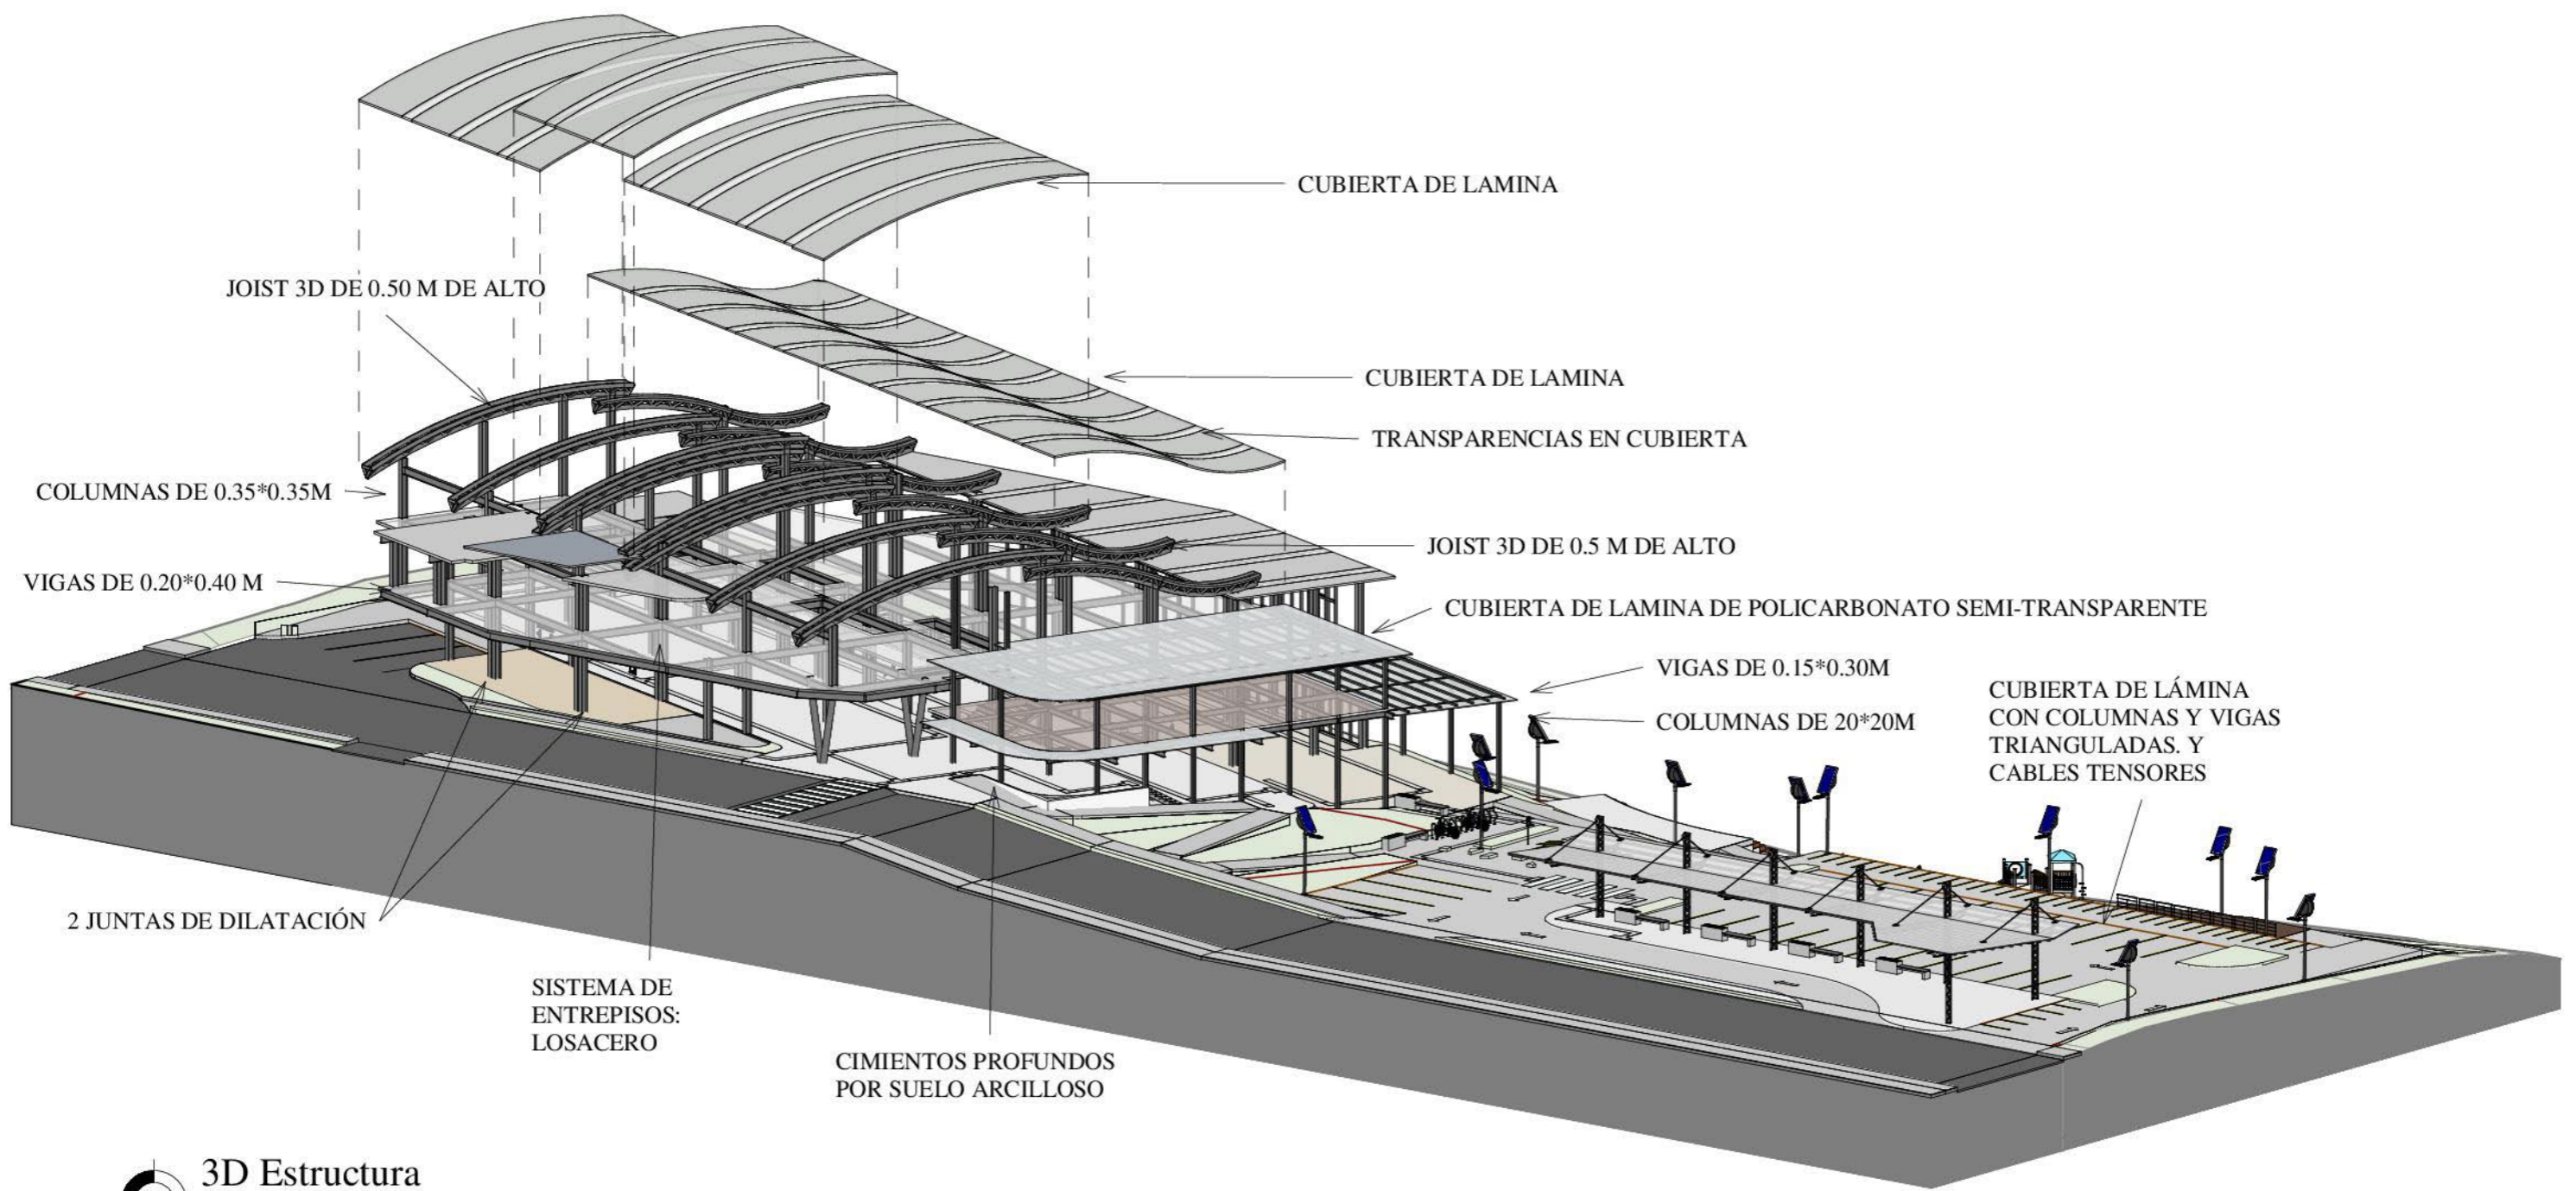 CUBIERTA DE LAMINA
JOIST 3D DE 0.50 M DE ALTO
CUBIERTA DE LAMINA
TRANSPARENCIAS EN CUBIERTA
COLUMNAS DE 0.35*0.35M
JOIST 3D DE 0.5 M DE ALTO
VIGAS DE 0.20*0.40 M
CUBIERTA DE LAMINA DE POLICARBONATO SEMI-TRANSPARENTE
VIGAS DE 0.15*0.30M
COLUMNAS DE 20*20M
CUBIERTA DE LÁMINA
CON COLUMNAS Y VIGAS
TRIANGULADAS. Y
CABLES TENSORES
2 JUNTAS DE DILATACIÓN
SISTEMA DE
ENTREPISOS:
LOSACERO
CIMIENTOS PROFUNDOS
POR SUELO ARCILLOSO
3D Estructura